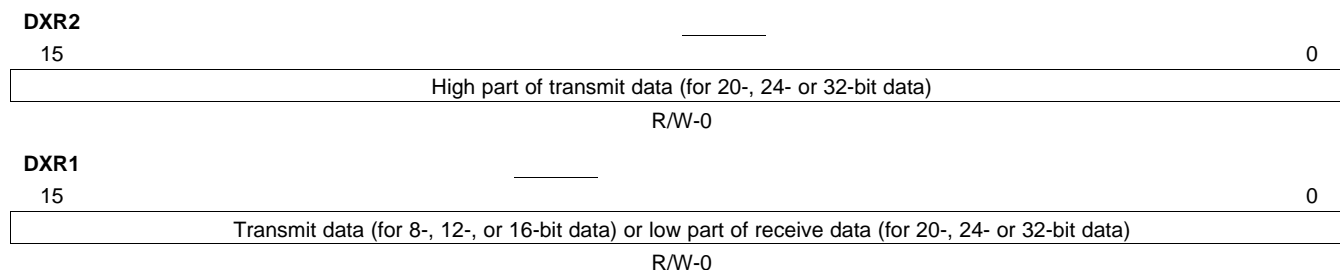 DXR2
15 0
High part of transmit data (for 20-, 24- or 32-bit data)
R/W-0
DXR1
15 0
Transmit data (for 8-, 12-, or 16-bit data) or low part of receive data (for 20-, 24- or 32-bit data)
R/W-0